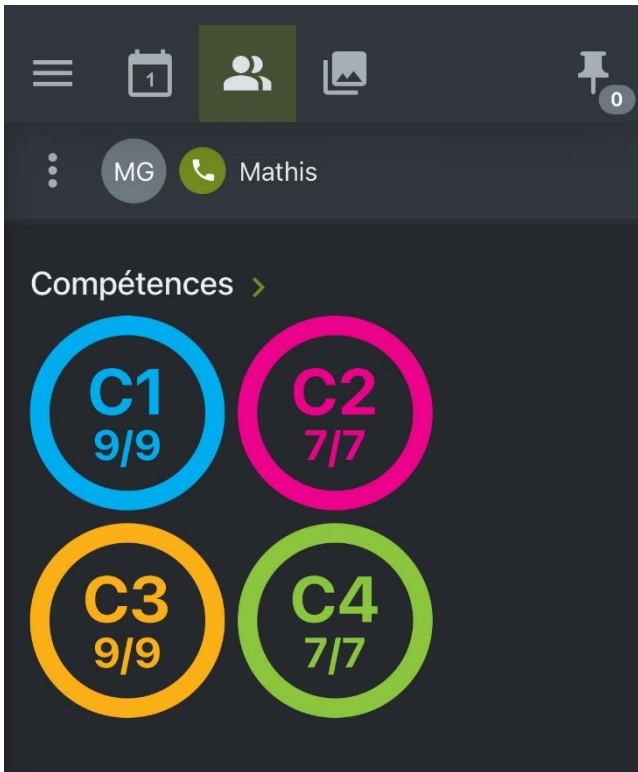 1
0
MG Mathis
Compétences >
C1 C2
9/9 7/7
C3 C4
9/9 7/7